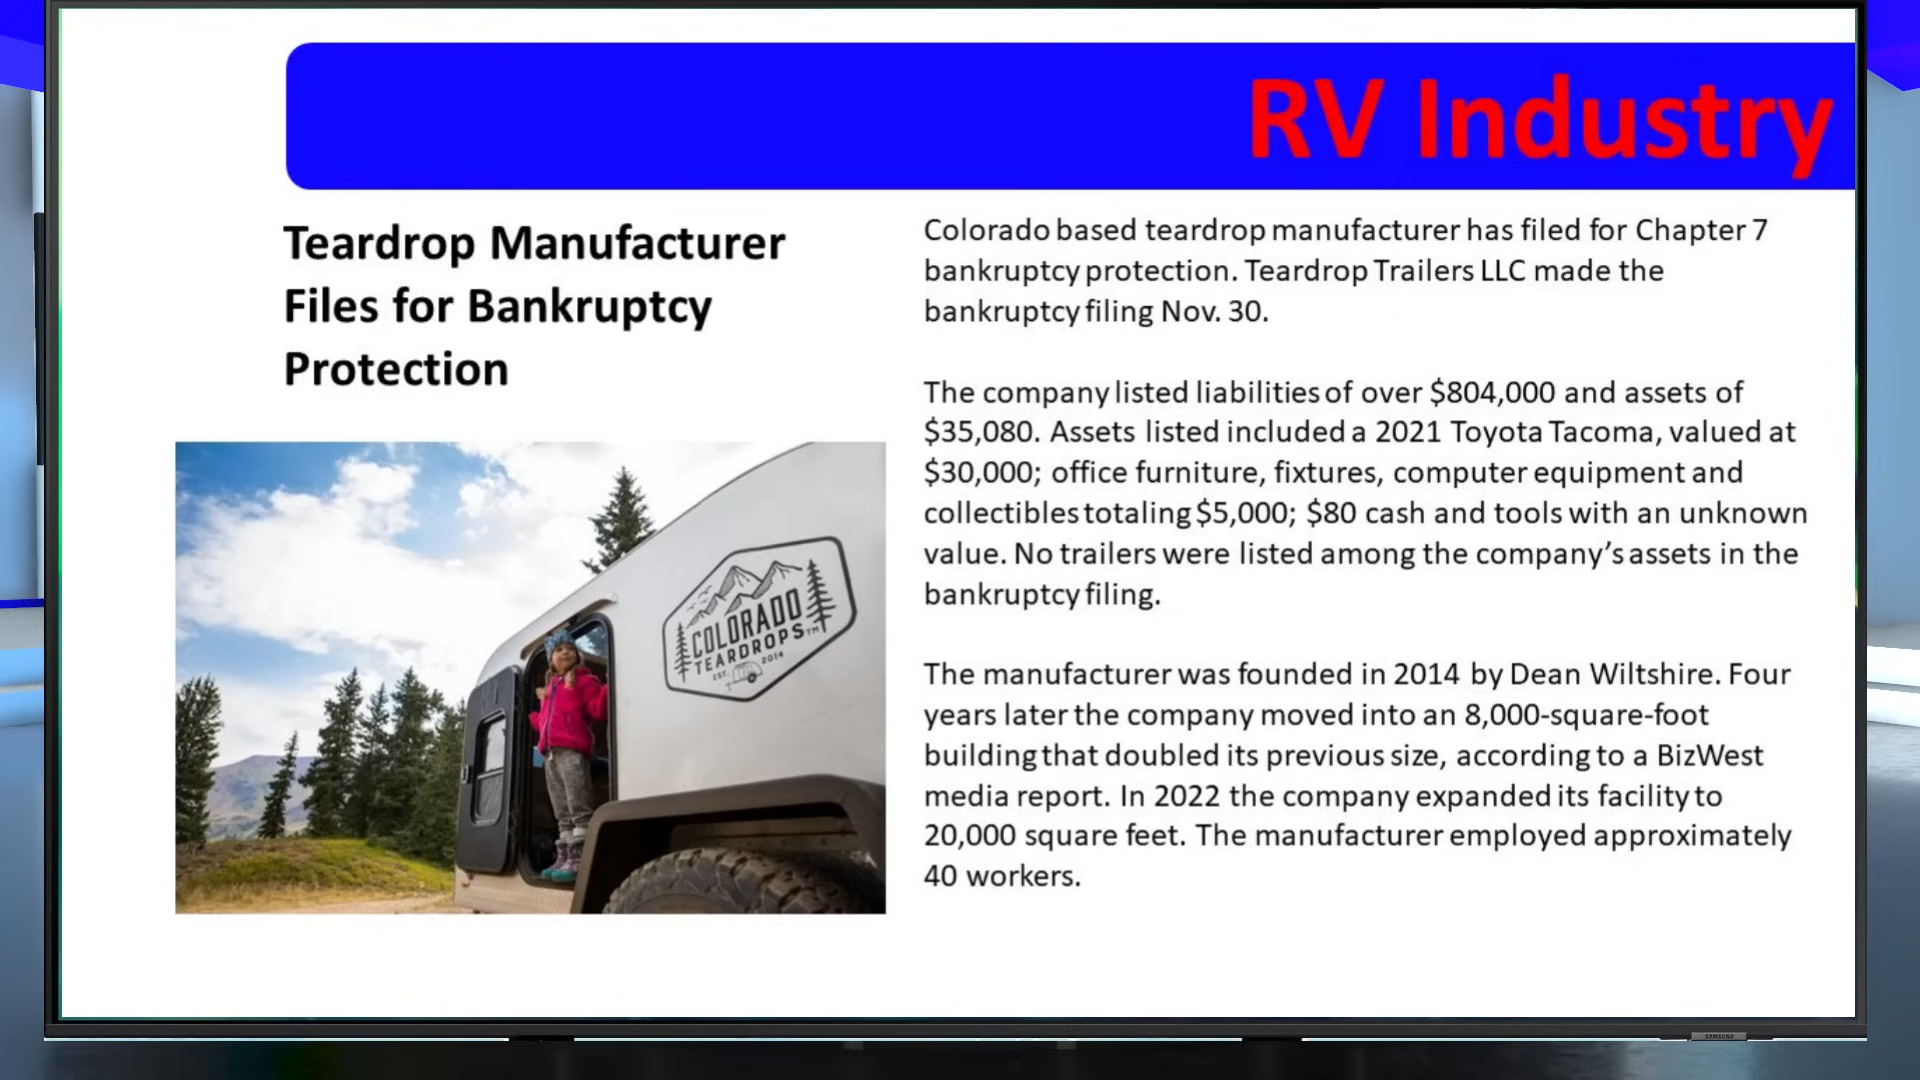 RV Industry
Teardrop Manufacturer
Files for Bankruptcy
Protection
Colorado based teardrop manufacturer has filed for Chapter 7
bankruptcy protection. Teardrop Trailers LLC made the
bankruptcy filing Nov. 30.
The company listed liabilities of over $804,000 and assets of
$35,080. Assets listed included a 2021 Toyota Tacoma, valued at
$30,000; office furniture, fixtures, computer equipment and
collectibles totaling $5,000; $80 cash and tools with an unknown
value. No trailers were listed among the company’s assets in the
bankruptcy filing.
The manufacturer was founded in 2014 by Dean Wiltshire. Four
years later the company moved into an 8,000-square-foot
building that doubled its previous size, according to a BizWest
media report. In 2022 the company expanded its facility to
20,000 square feet. The manufacturer employed approximately
40 workers.
COLORADO
TEARDROPS™
EST. 2014
SAMSUNG